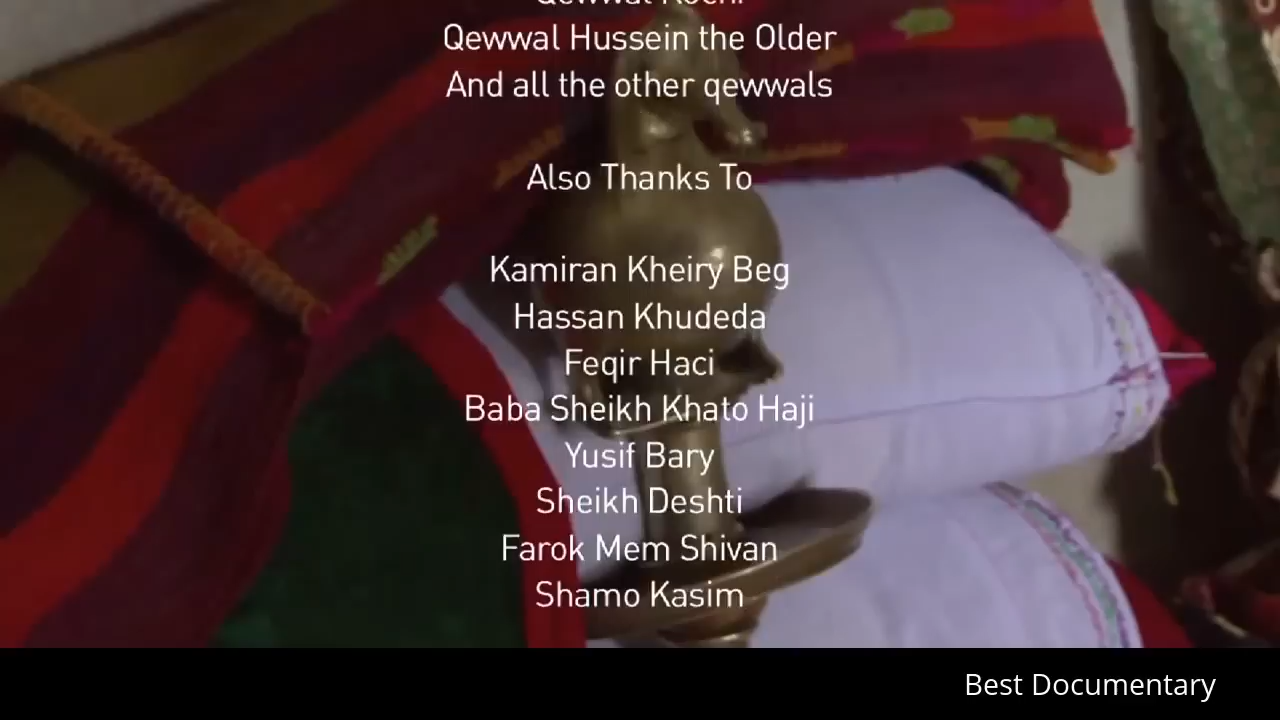 Qewwal Hussein the Older
And all the other qewwals
Also Thanks To
Kamiran Kheiry Beg
Hassan Khudeda
Feqir Haci
Baba Sheikh Khato Haji
Yusif Bary
Sheikh Deshti
Farok Mem Shivan
Shamo Kasim
Best Documentary